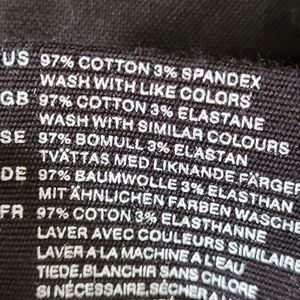 US 97% COTTON 3% SPANDEX
WASH WITH LIKE COLORS
GB 97% COTTON 3% ELASTANE
WASH WITH SIMILAR COLOURS
SE 97% BOMULL 3% ELASTAN
TVÄTTAS MED LIKNANDE FÄRGER
DE 97% BAUMWOLLE 3% ELASTHAN
MIT ÄHNLICHEN FARBEN WASCHE
FR 97% COTON 3% ELASTHANNE
LAVER AVEC COULEURS SIMILAIRE
LAVER A LA MACHINE A L'EAU
TIEDE, BLANCHIR SANS CHLORE
SI NÉCESSAIRE, SÉCHER A